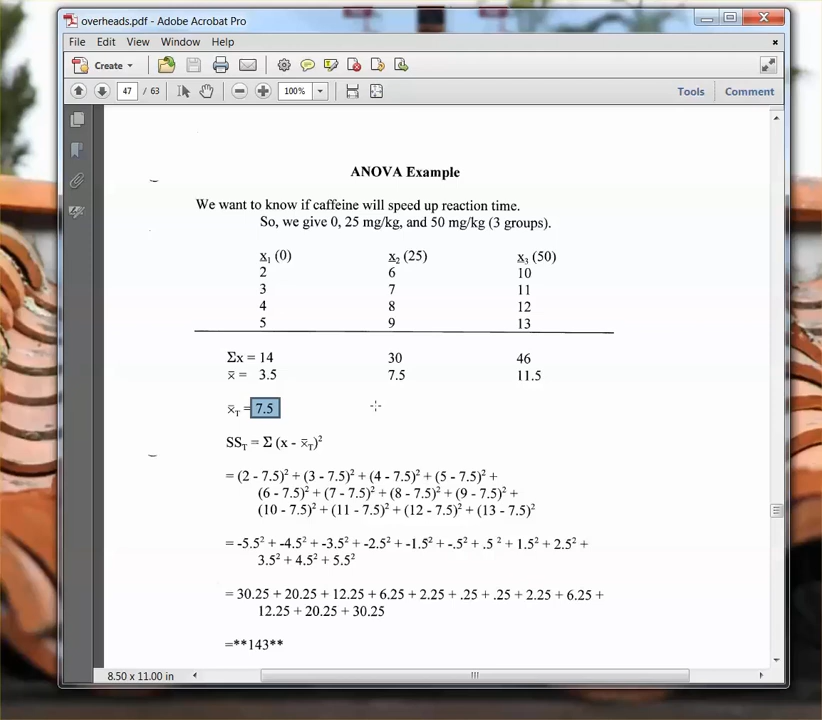 overheads.pdf - Adobe Acrobat Pro
File Edit View Window Help
Create
47 / 63 100% Tools Comment
ANOVA Example
We want to know if caffeine will speed up reaction time.
So, we give 0, 25 mg/kg, and 50 mg/kg (3 groups).
x₁ (0) x₂ (25) x₃ (50)
2 6 10
3 7 11
4 8 12
5 9 13
Σx = 14 30 46
x̄ = 3.5 7.5 11.5
x̄T = 7.5
SST = Σ (x - x̄T)²
= (2 - 7.5)² + (3 - 7.5)² + (4 - 7.5)² + (5 - 7.5)² +
(6 - 7.5)² + (7 - 7.5)² + (8 - 7.5)² + (9 - 7.5)² +
(10 - 7.5)² + (11 - 7.5)² + (12 - 7.5)² + (13 - 7.5)²
= -5.5² + -4.5² + -3.5² + -2.5² + -1.5² + -.5² + .5 ² + 1.5² + 2.5² +
3.5² + 4.5² + 5.5²
= 30.25 + 20.25 + 12.25 + 6.25 + 2.25 + .25 + .25 + 2.25 + 6.25 +
12.25 + 20.25 + 30.25
=**143**
8.50 x 11.00 in